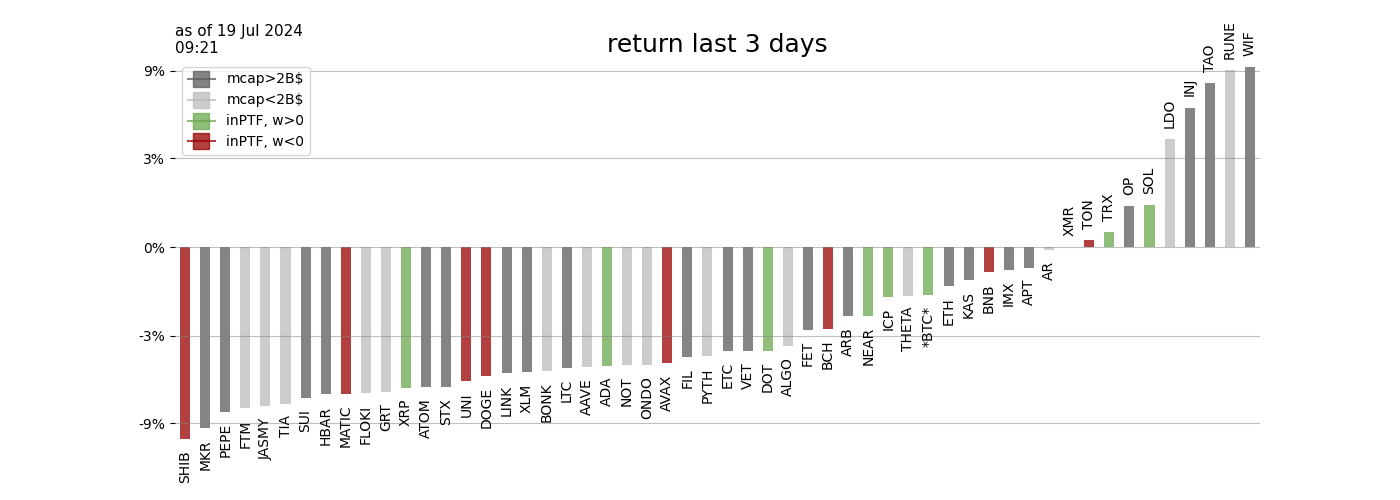 as of 19 Jul 2024
09:21
return last 3 days
mcap>2B$
mcap<2B$
inPTF, w>0
inPTF, w<0
9%
3%
0%
-3%
-9%
SHIB
MKR
PEPE
FTM
JASMY
TIA
SUI
HBAR
MATIC
FLOKI
GRT
XRP
ATOM
STX
UNI
DOGE
LINK
XLM
BONK
LTC
AAVE
ADA
NOT
ONDO
AVAX
FIL
PYTH
ETC
VET
DOT
ALGO
FET
BCH
ARB
NEAR
ICP
THETA
*BTC*
ETH
KAS
BNB
IMX
APT
AR
XMR
TON
TRX
OP
SOL
LDO
INJ
TAO
RUNE
WIF